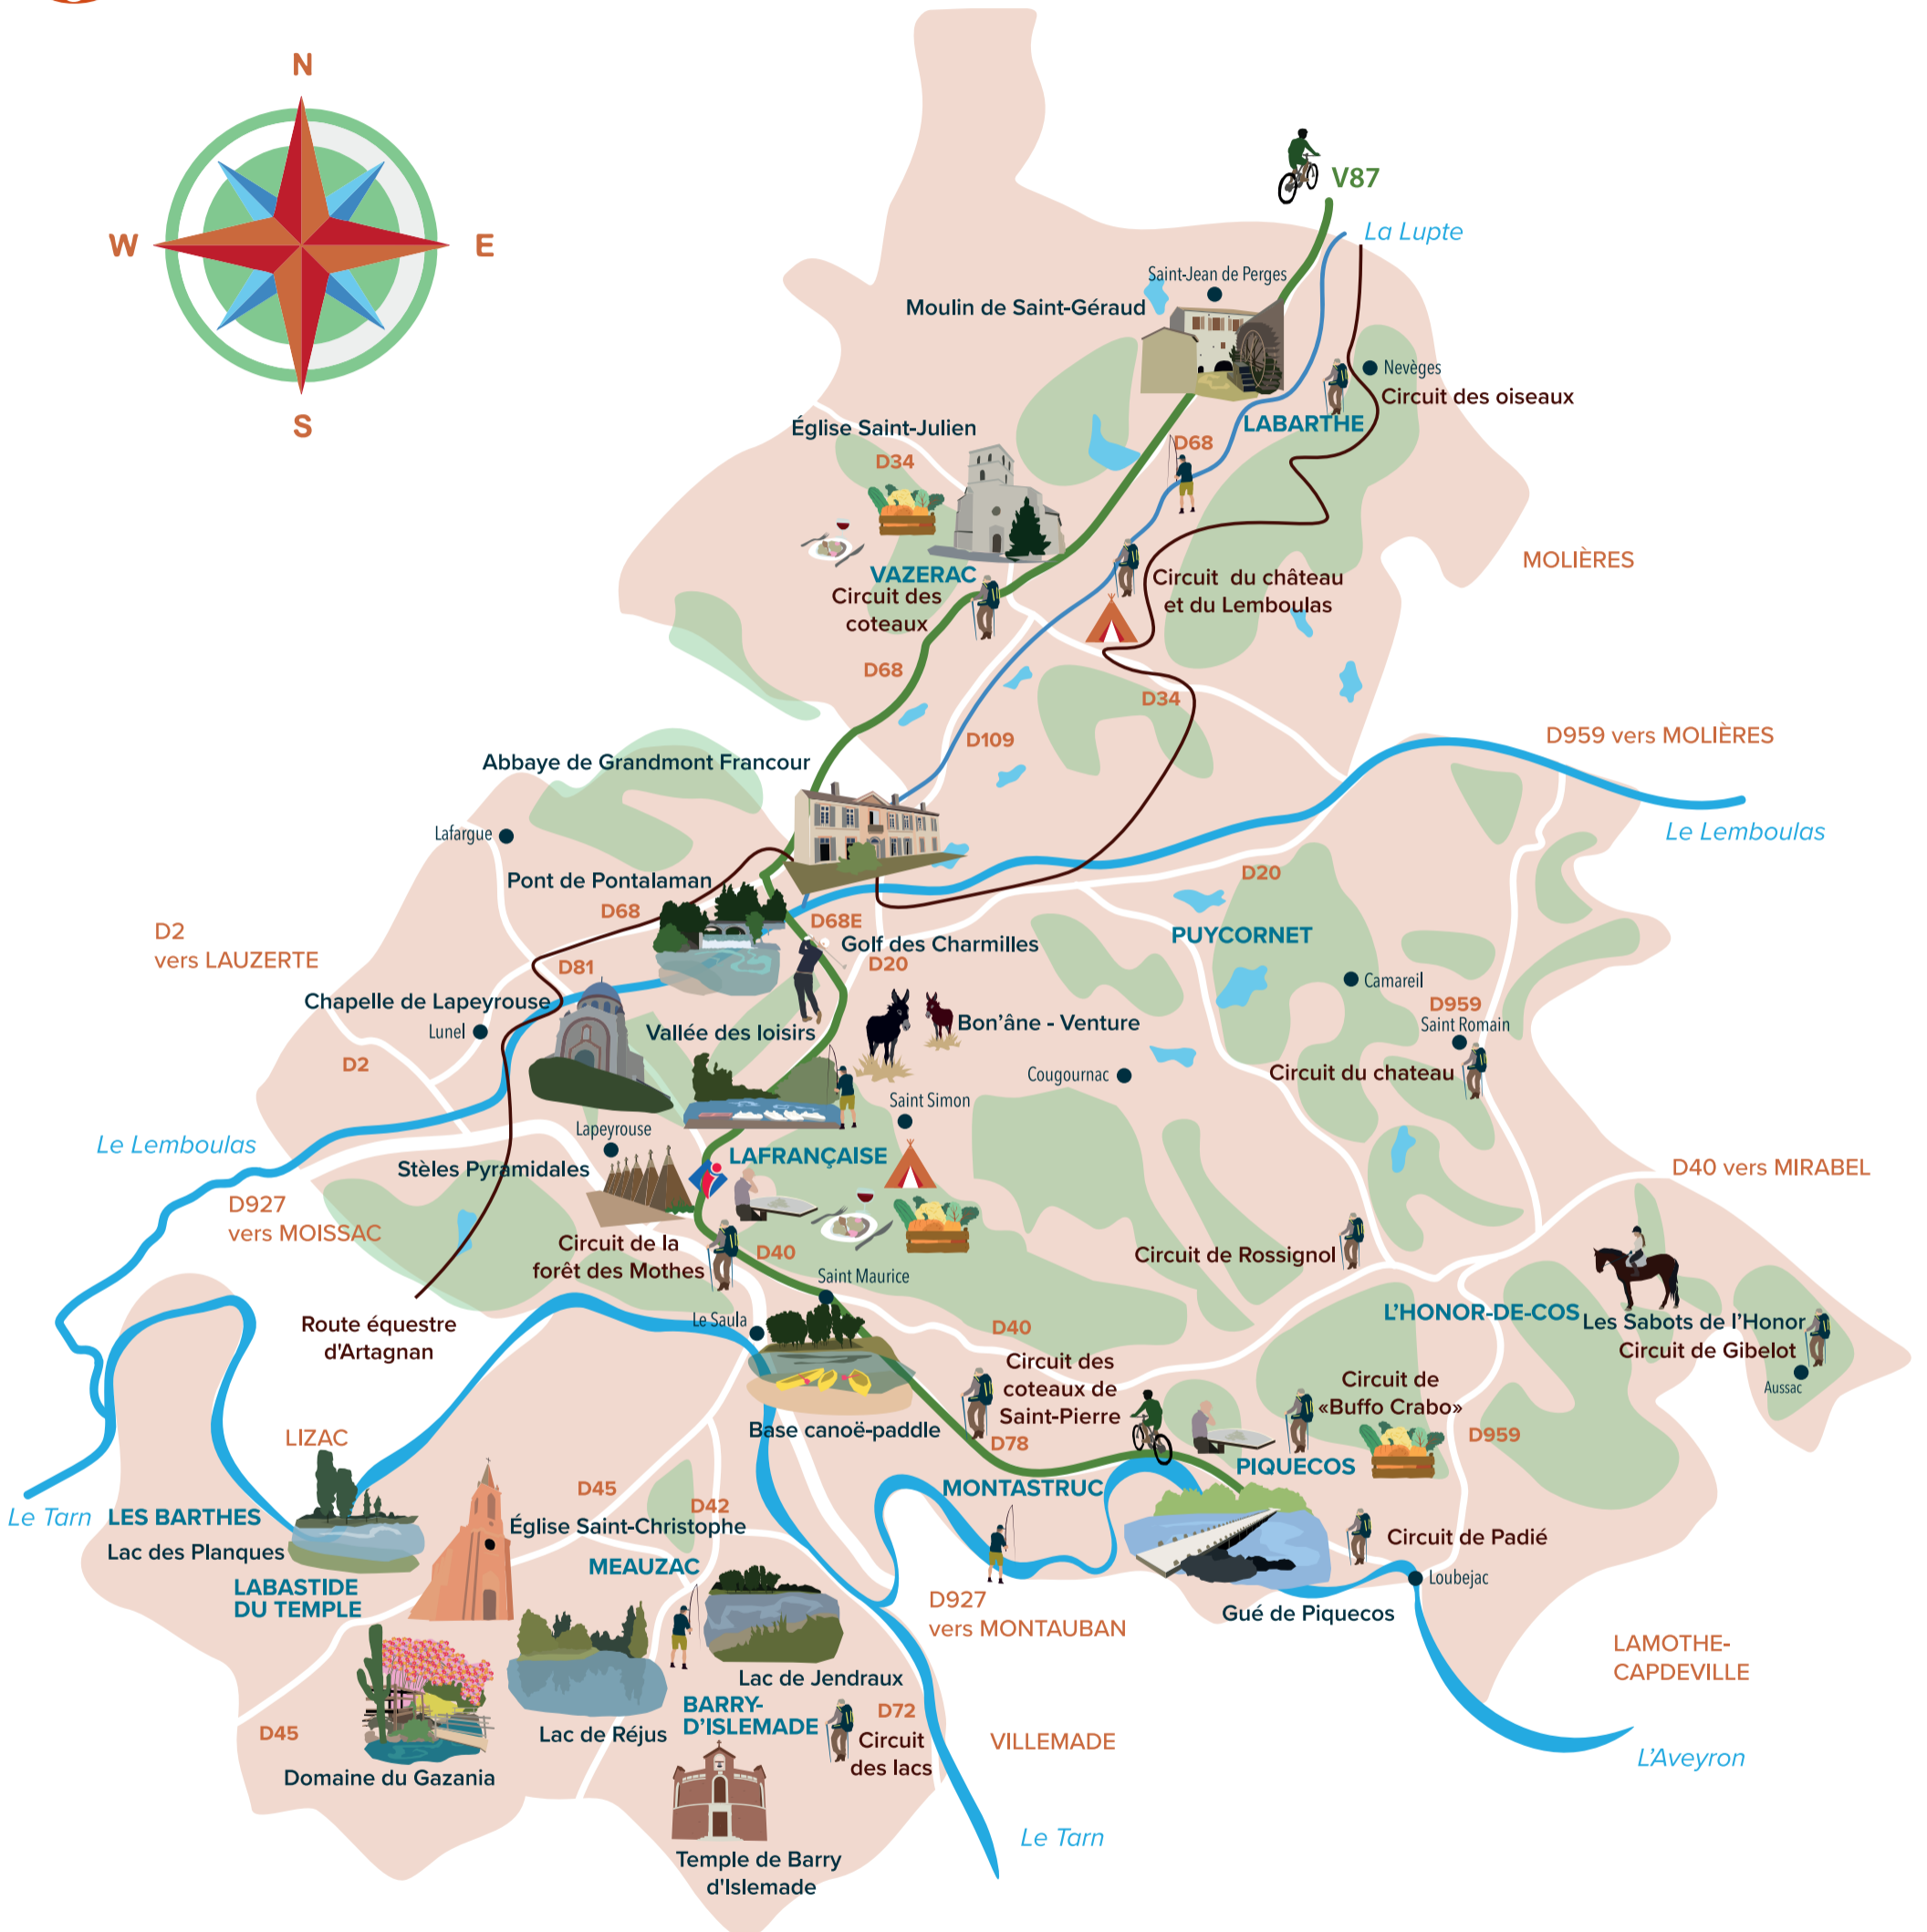 N
W
E
S
V87
La Lupte
Saint-Jean de Perges
Moulin de Saint-Géraud
Nevèges
Circuit des oiseaux
LABARTHE
Église Saint-Julien
D34
D68
VAZERAC
Circuit des
coteaux
Circuit du château
et du Lemboulas
MOLIÈRES
D68
D34
D109
D959 vers MOLIÈRES
Abbaye de Grandmont Francour
Le Lemboulas
Lafargue
Pont de Pontalaman
D20
D68
D68E
D2
vers LAUZERTE
Golf des Charmilles
PUYCORNET
D81
D20
Camareil
Chapelle de Lapeyrouse
D959
Lunel
Vallée des loisirs
Bon'âne - Venture
Saint Romain
D2
Cougournac
Circuit du chateau
Saint Simon
Lapeyrouse
Le Lemboulas
LAFRANÇAISE
Stèles Pyramidales
D40 vers MIRABEL
D927
vers MOISSAC
Circuit de la
forêt des Mothes
D40
Circuit de Rossignol
Saint Maurice
Le Saula
Route équestre
d'Artagnan
D40
L'HONOR-DE-COS
Les Sabots de l'Honor
Circuit de Gibelot
Aussac
Circuit des
coteaux de
Saint-Pierre
Circuit de
«Buffo Crabo»
Base canoë-paddle
D78
D959
LIZAC
PIQUECOS
MONTASTRUC
D45
D42
Le Tarn
LES BARTHES
Lac des Planques
Église Saint-Christophe
Circuit de Padié
MEAUZAC
LABASTIDE
DU TEMPLE
Loubejac
D927
vers MONTAUBAN
Gué de Piquecos
LAMOTHE-
CAPDEVILLE
Lac de Jendraux
BARRY-
D'ISLEMADE
D72
D45
Lac de Réjus
Circuit
des lacs
VILLEMADE
L'Aveyron
Domaine du Gazania
Le Tarn
Temple de Barry
d'Islemade